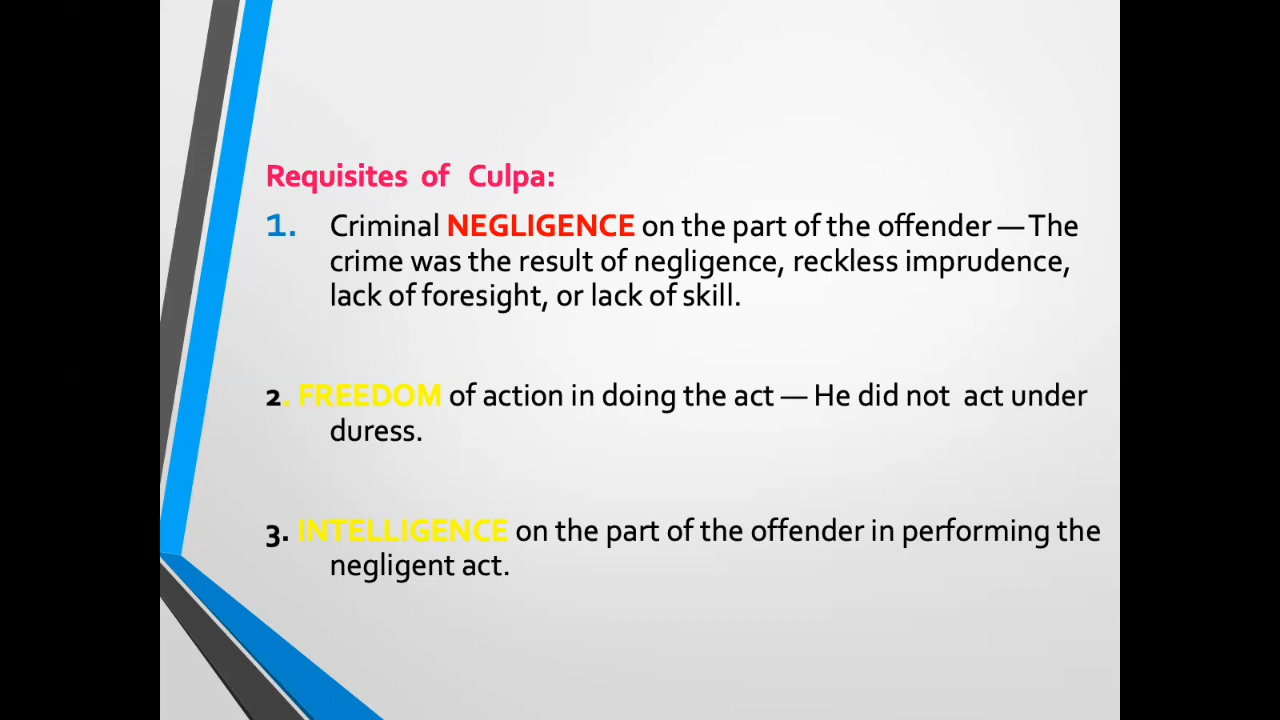 Requisites of Culpa:
1. Criminal NEGLIGENCE on the part of the offender — The
crime was the result of negligence, reckless imprudence,
lack of foresight, or lack of skill.
2. FREEDOM of action in doing the act — He did not act under
duress.
3. INTELLIGENCE on the part of the offender in performing the
negligent act.